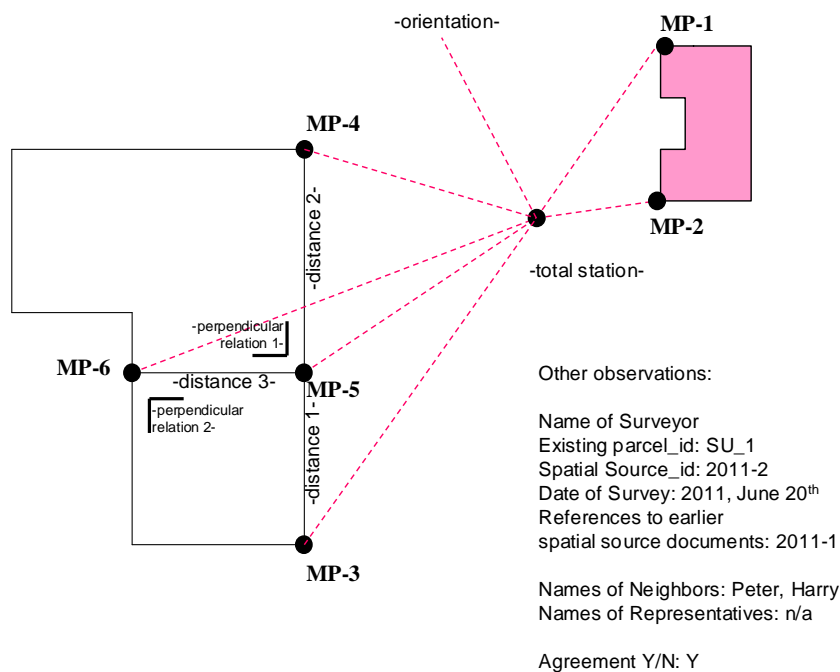 -orientation-
MP-1
MP-4
MP-2
-distance 2-
-total station-
-perpendicular
relation 1-
MP-6
-distance 3-
MP-5
-perpendicular
relation 2-
-distance 1-
MP-3
Other observations:
Name of Surveyor
Existing parcel_id: SU_1
Spatial Source_id: 2011-2
Date of Survey: 2011, June 20th
References to earlier
spatial source documents: 2011-1
Names of Neighbors: Peter, Harry
Names of Representatives: n/a
Agreement Y/N: Y